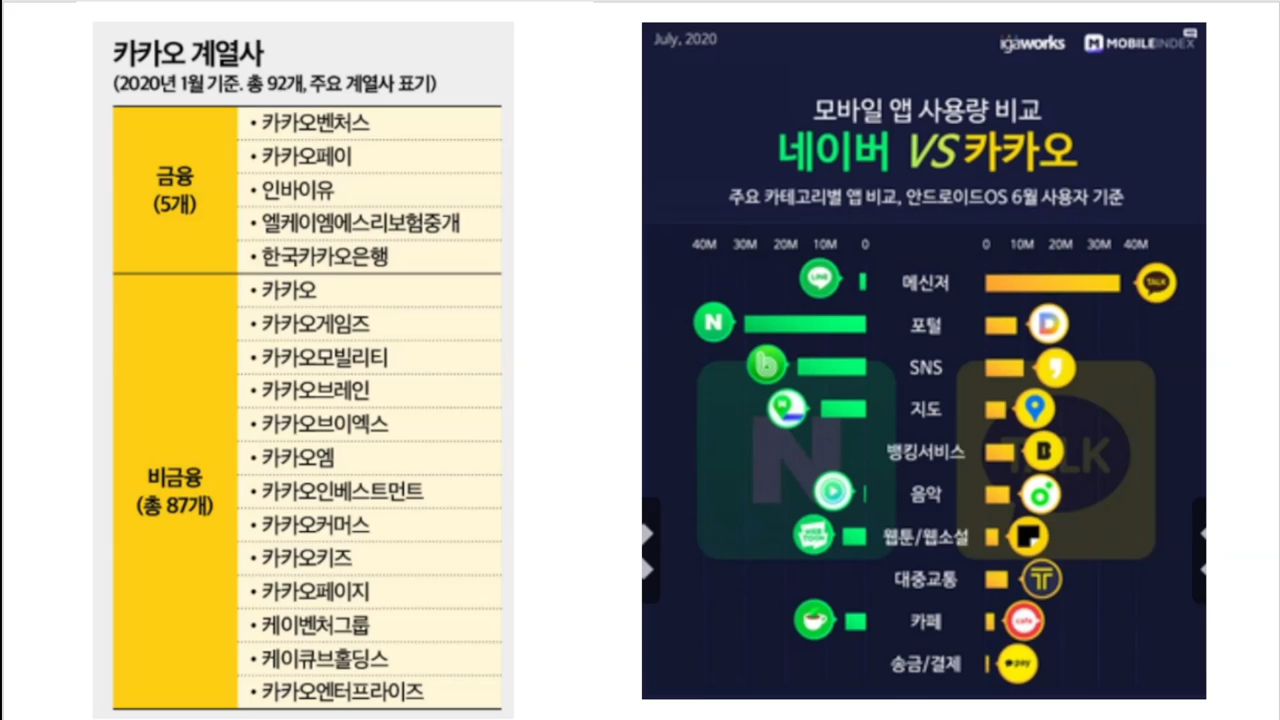 카카오 계열사
(2020년 1월 기준. 총 92개, 주요 계열사 표기)
금융
(5개)
• 카카오벤처스
• 카카오페이
• 인바이유
• 엘케이엠에스리보험중개
• 한국카카오은행
비금융
(총 87개)
• 카카오
• 카카오게임즈
• 카카오모빌리티
• 카카오브레인
• 카카오브이엑스
• 카카오엠
• 카카오인베스트먼트
• 카카오커머스
• 카카오키즈
• 카카오페이지
• 케이벤처그룹
• 케이큐브홀딩스
• 카카오엔터프라이즈
July, 2020
igaworks
MOBILEINDEX
모바일 앱 사용량 비교
네이버 VS 카카오
주요 카테고리별 앱 비교, 안드로이드OS 6월 사용자 기준
40M 30M 20M 10M 0 0 10M 20M 30M 40M
LINE 메신저 TALK
N 포털 D
b SNS
N 지도
뱅킹서비스 B
음악
WEB TOON 웹툰/웹소설
대중교통 T
카페 cafe
송금/결제 pay
N
TALK